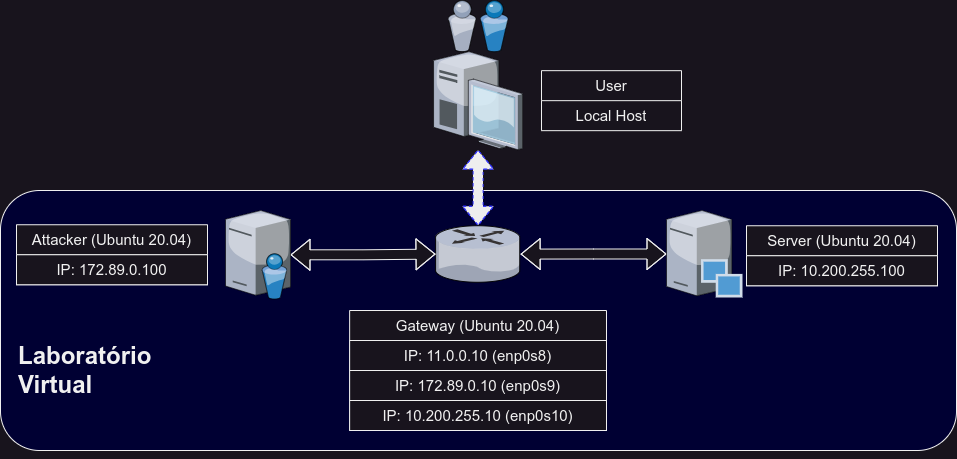 User
Local Host
Attacker (Ubuntu 20.04)
IP: 172.89.0.100
Server (Ubuntu 20.04)
IP: 10.200.255.100
Gateway (Ubuntu 20.04)
IP: 11.0.0.10 (enp0s8)
IP: 172.89.0.10 (enp0s9)
IP: 10.200.255.10 (enp0s10)
Laboratório
Virtual